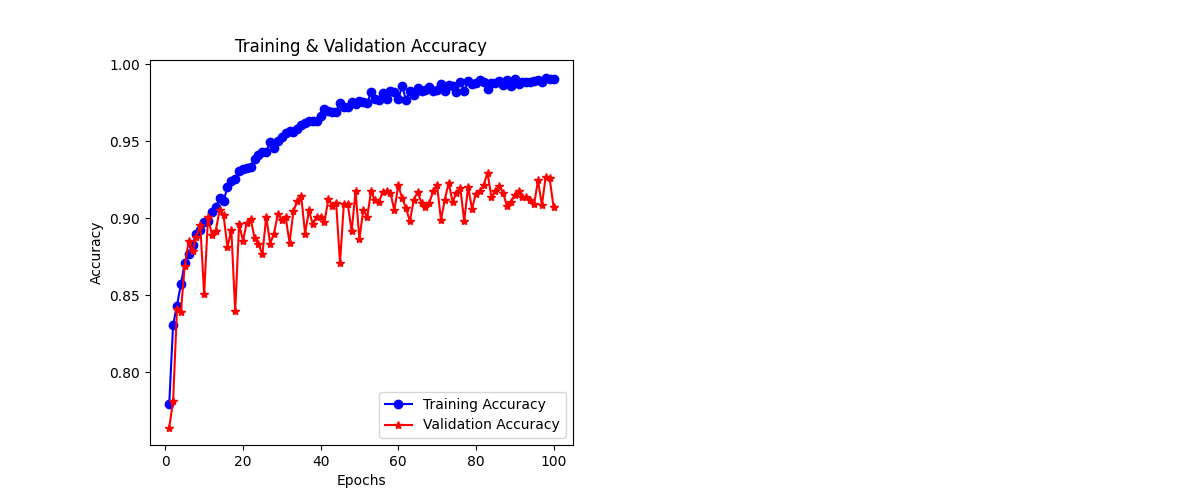 Training & Validation Accuracy
1.00
0.95
0.90
0.85
0.80
Accuracy
Training Accuracy
Validation Accuracy
0 20 40 60 80 100
Epochs